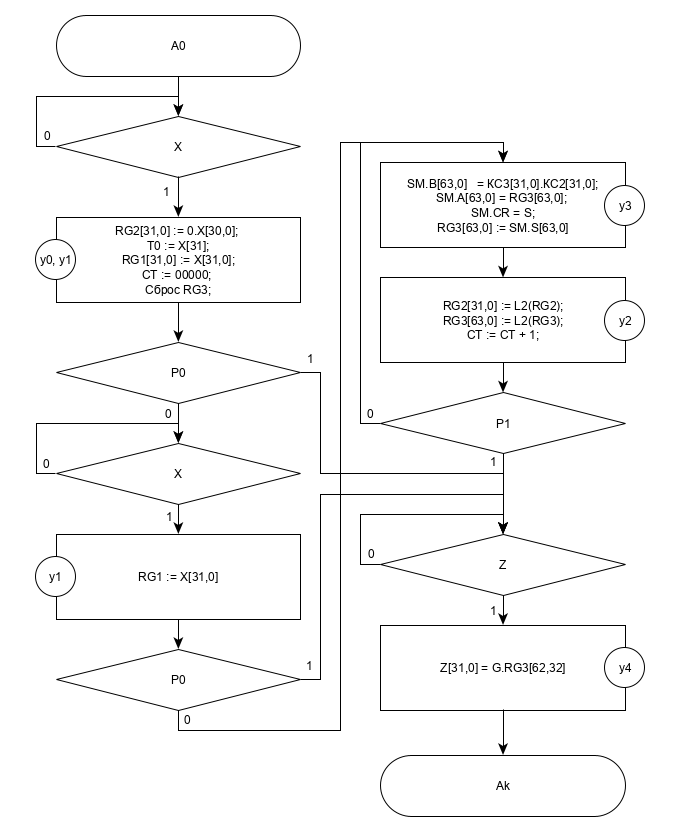 A0
0
X
1
RG2[31,0] := 0.X[30,0];
T0 := X[31];
RG1[31,0] := X[31,0];
CT := 00000;
Сброс RG3;
y0, y1
P0
1
0
X
0
1
RG1 := X[31,0]
y1
P0
1
0
SM.B[63,0] = KC3[31,0].KC2[31,0];
SM.A[63,0] = RG3[63,0];
SM.CR = S;
RG3[63,0] := SM.S[63,0]
y3
RG2[31,0] := L2(RG2);
RG3[63,0] := L2(RG3);
CT := CT + 1;
y2
P1
0
1
Z
0
1
Z[31,0] = G.RG3[62,32]
y4
Ak